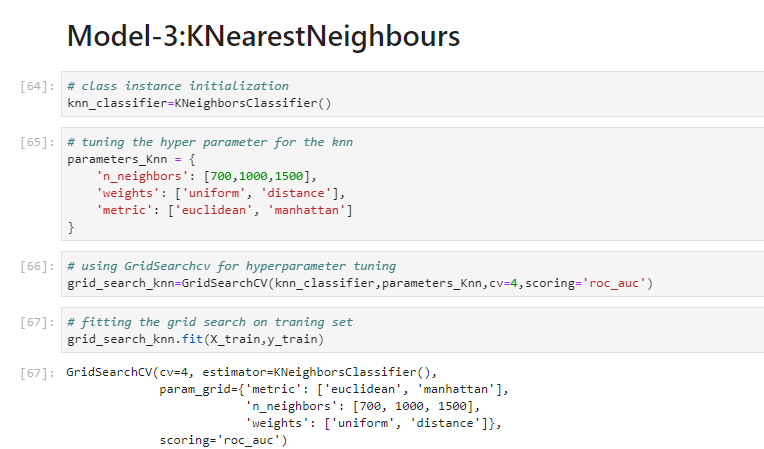 Model-3:KNearestNeighbours
[64]: # class instance initialization
knn_classifier=KNeighborsClassifier()
[65]: # tuning the hyper parameter for the knn
parameters_Knn = {
    'n_neighbors': [700,1000,1500],
    'weights': ['uniform', 'distance'],
    'metric': ['euclidean', 'manhattan']
}
[66]: # using GridSearchcv for hyperparameter tuning
grid_search_knn=GridSearchCV(knn_classifier,parameters_Knn,cv=4,scoring='roc_auc')
[67]: # fitting the grid search on traning set
grid_search_knn.fit(X_train,y_train)
[67]: GridSearchCV(cv=4, estimator=KNeighborsClassifier(),
             param_grid={'metric': ['euclidean', 'manhattan'],
                         'n_neighbors': [700, 1000, 1500],
                         'weights': ['uniform', 'distance']},
             scoring='roc_auc')